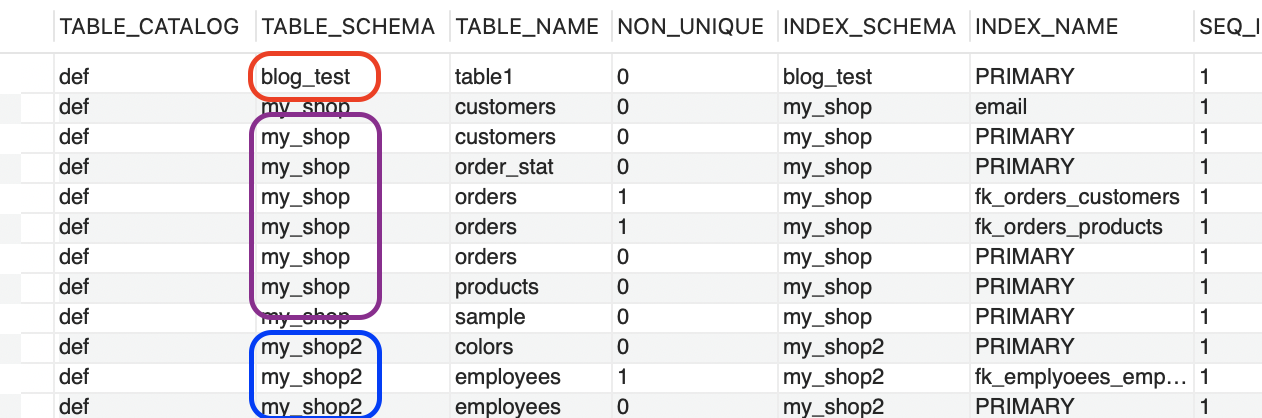 TABLE_CATALOG TABLE_SCHEMA TABLE_NAME NON_UNIQUE INDEX_SCHEMA INDEX_NAME SEQ_I
def blog_test table1 0 blog_test PRIMARY 1
def my_shop customers 0 my_shop email 1
def my_shop customers 0 my_shop PRIMARY 1
def my_shop order_stat 0 my_shop PRIMARY 1
def my_shop orders 1 my_shop fk_orders_customers 1
def my_shop orders 1 my_shop fk_orders_products 1
def my_shop orders 0 my_shop PRIMARY 1
def my_shop products 0 my_shop PRIMARY 1
def my_shop sample 0 my_shop PRIMARY 1
def my_shop2 colors 0 my_shop2 PRIMARY 1
def my_shop2 employees 1 my_shop2 fk_emplyoees_emp... 1
def my_shop2 employees 0 my_shop2 PRIMARY 1